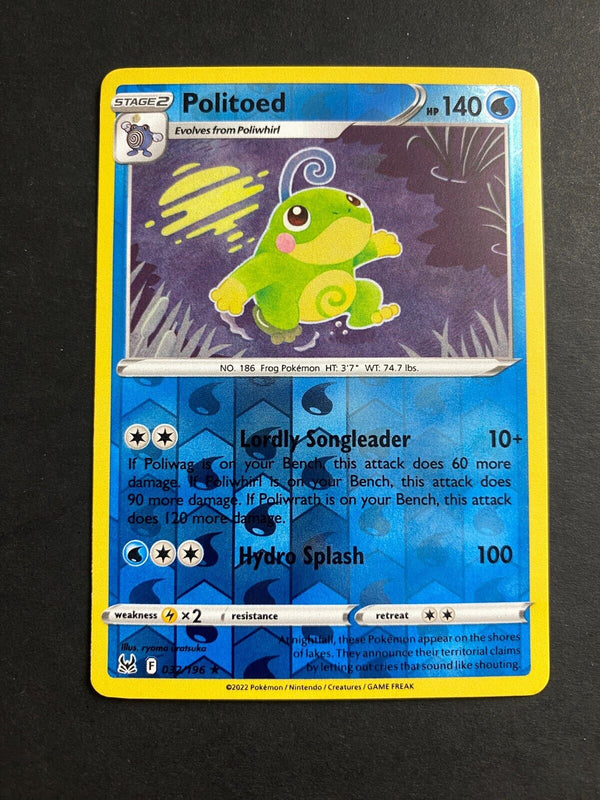 STAGE2
Politoed
HP 140
Evolves from Poliwhirl
NO. 186 Frog Pokémon HT: 3'7" WT: 74.7 lbs.
Lordly Songleader 10+
If Poliwag is on your Bench, this attack does 60 more
damage. If Poliwhirl is on your Bench, this attack does
90 more damage. If Poliwrath is on your Bench, this attack
does 120 more damage.
Hydro Splash 100
weakness ×2 resistance retreat
Illus. ryoma uratsuka
At nightfall, these Pokémon appear on the shores
of lakes. They announce their territorial claims
by letting out cries that sound like shouting.
F 032/196 ★
©2022 Pokémon / Nintendo / Creatures / GAME FREAK